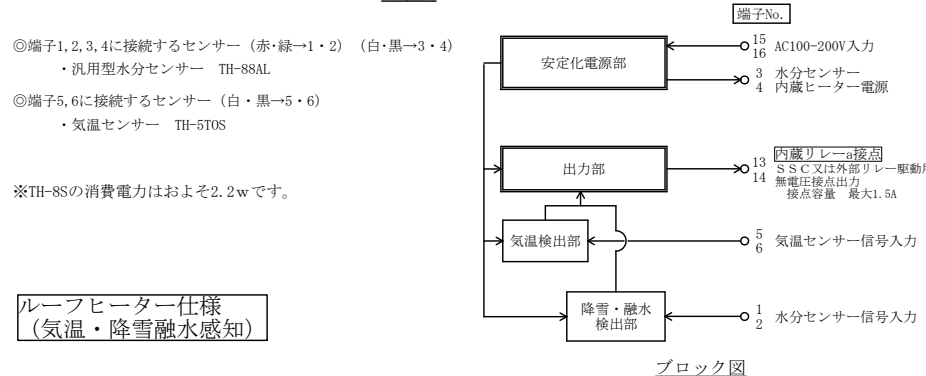 ◎端子1,2,3,4に接続するセンサー（赤・緑→1・2）（白・黒→3・4）
・汎用型水分センサー　TH-88AL
◎端子5,6に接続するセンサー（白・黒→5・6）
・気温センサー　TH-5TOS
※TH-8Sの消費電力はおよそ2.2ｗです。
ルーフヒーター仕様
（気温・降雪融水感知）
端子No.
安定化電源部
15
16
AC100-200V入力
3
4
水分センサー
内蔵ヒーター電源
出力部
13
14
内蔵リレーa接点
ＳＳＣ又は外部リレー駆動用
無電圧接点出力
接点容量　最大1.5A
気温検出部
5
6
気温センサー信号入力
降雪・融水
検出部
1
2
水分センサー信号入力
ブロック図